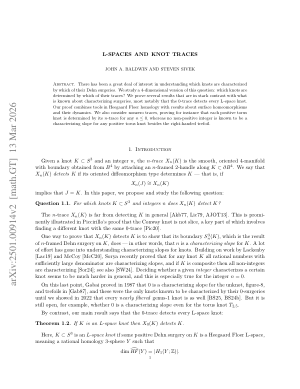 L-SPACES AND KNOT TRACES
JOHN A. BALDWIN AND STEVEN SIVEK
Abstract. There has been a great deal of interest in understanding which knots are characterized
by which of their Dehn surgeries. We study a 4-dimensional version of this question: which knots are
determined by which of their traces? We prove several results that are in stark contrast with what
is known about characterizing surgeries, most notably that the 0-trace detects every L-space knot.
Our proof combines tools in Heegaard Floer homology with results about surface homeomorphisms
and their dynamics. We also consider nonzero traces, proving for instance that each positive torus
knot is determined by its n-trace for any n ≤ 0, whereas no non-positive integer is known to be a
characterizing slope for any positive torus knot besides the right-handed trefoil.
1. Introduction
Given a knot K ⊂ S³ and an integer n, the n-trace Xₙ(K) is the smooth, oriented 4-manifold
with boundary obtained from B⁴ by attaching an n-framed 2-handle along K ⊂ ∂B⁴. We say that
Xₙ(K) detects K if its oriented diffeomorphism type determines K — that is, if
Xₙ(J) ≅ Xₙ(K)
implies that J = K. In this paper, we propose and study the following question:
Question 1.1. For which knots K ⊂ S³ and integers n does Xₙ(K) detect K?
The n-trace Xₙ(K) is far from detecting K in general
This is prom-
inently illustrated in Piccirillo's proof that the Conway knot is not slice, a key part of which involves
finding a different knot with the same 0-trace [Pic20].
One way to prove that Xₙ(K) detects K is to show that its boundary S³ₙ(K), which is the result
of n-framed Dehn surgery on K, does — in other words, that n is a characterizing slope for K. A lot
of effort has gone into understanding characterizing slopes for knots. Building on work by Lackenby
[Lac19] and McCoy [McC20], Sorya recently proved that for any knot K all rational numbers with
sufficiently large denominator are characterizing slopes, and if K is composite then all non-integers
are characterizing [Sor24]; see also [SW24]. Deciding whether a given integer characterizes a certain
knot seems to be much harder in general, and this is especially true for the integer n = 0.
On this last point, Gabai proved in 1987 that 0 is a characterizing slope for the unknot, figure-8,
and trefoils in [Gab87], and these were the only knots known to be characterized by their 0-surgeries
until we showed in 2022 that every nearly fibered genus-1 knot is as well [BS25, BS24b]. But it is
still open, for example, whether 0 is a characterizing slope even for the torus knot T₂,₅.
By contrast, our main result says that the 0-trace detects every L-space knot:
Theorem 1.2. If K is an L-space knot then X₀(K) detects K.
Here, K ⊂ S³ is an L-space knot if some positive Dehn surgery on K is a Heegaard Floer L-space,
meaning a rational homology 3-sphere Y such that
dim ĤF(Y) = |H₁(Y; ℤ)|.
1
arXiv:2501.09914v2 [math.GT] 13 Mar 2026